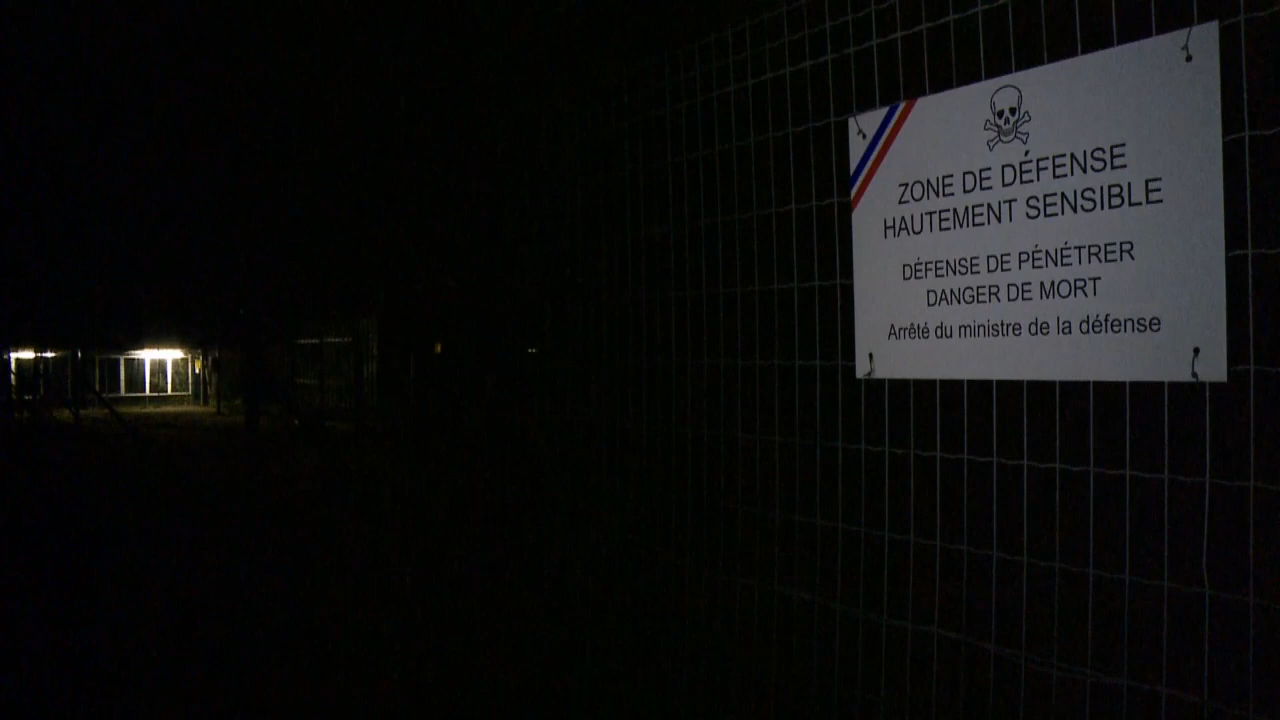 ZONE DE DÉFENSE
HAUTEMENT SENSIBLE
DÉFENSE DE PÉNÉTRER
DANGER DE MORT
Arrêté du ministre de la défense